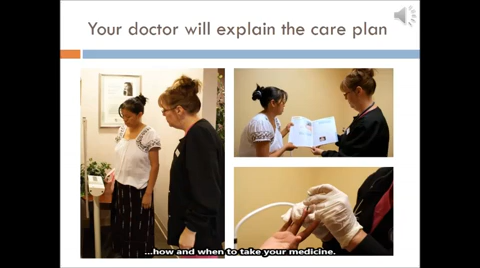 Your doctor will explain the care plan
...how and when to take your medicine.